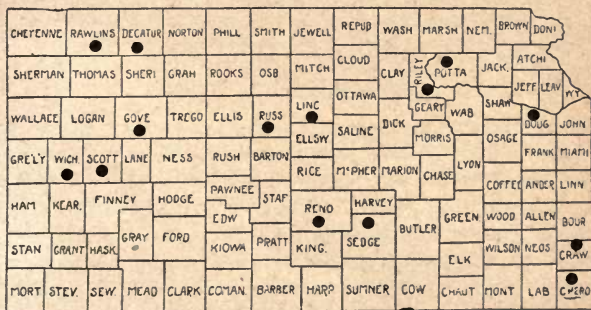 CHEYENNE RAWLINS DECATUR NORTON PHILL SMITH JEWELL REPUB WASH MARSH NEM. BROWN DONI
SHERMAN THOMAS SHERI GRAH ROOKS OSB MITCH CLOUD CLAY RILEY POTTA JACK. ATCHI
JEFF LEAV. WY.
WALLACE LOGAN GOVE TREGO ELLIS RUSS LINC OTTAWA DICK GEARY WAB SHAW DOUG JOHN
ELLSW SALINE MORRIS OSAGE
GRE'LY WICH. SCOTT LANE NESS RUSH BARTON RICE McPHER MARION CHASE LYON FRANK MIAMI
HAM KEAR. FINNEY HODGE PAWNEE STAF RENO HARVEY COFFEE ANDER LINN
EDW BUTLER GREEN WOOD ALLEN BOUR
STAN GRANT HASK. GRAY FORD KIOWA PRATT KING. SEDGE ELK WILSON NEOS CRAW.
MORT STEV. SEW. MEAD CLARK COMAN. BARBER HARP SUMNER COW CHAUT MONT LAB CHERO